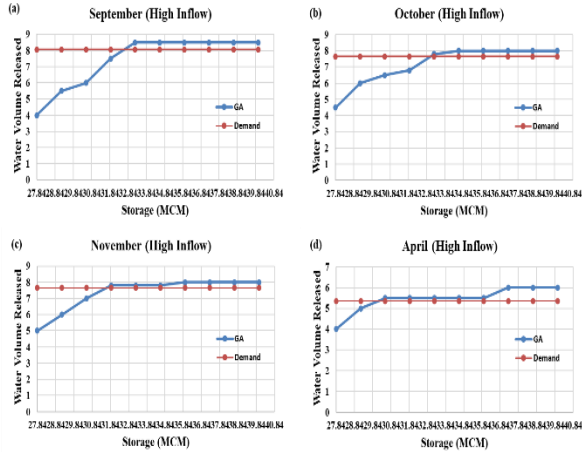 (a)
September (High Inflow)
Water Volume Released
9
8
7
6
5
4
3
2
1
0
GA
Demand
27.8428.8429.8430.8431.8432.8433.8434.8435.8436.8437.8438.8439.8440.84
Storage (MCM)
(b)
October (High Inflow)
Water Volume Released
9
8
7
6
5
4
3
2
1
0
GA
Demand
27.8428.8429.8430.8431.8432.8433.8434.8435.8436.8437.8438.8439.8440.84
Storage (MCM)
(c)
November (High Inflow)
Water Volume Released
9
8
7
6
5
4
3
2
1
0
GA
Demand
27.8428.8429.8430.8431.8432.8433.8434.8435.8436.8437.8438.8439.8440.84
Storage (MCM)
(d)
April (High Inflow)
Water Volume Released
7
6
5
4
3
2
1
0
GA
Demand
27.8428.8429.8430.8431.8432.8433.8434.8435.8436.8437.8438.8439.8440.84
Storage (MCM)